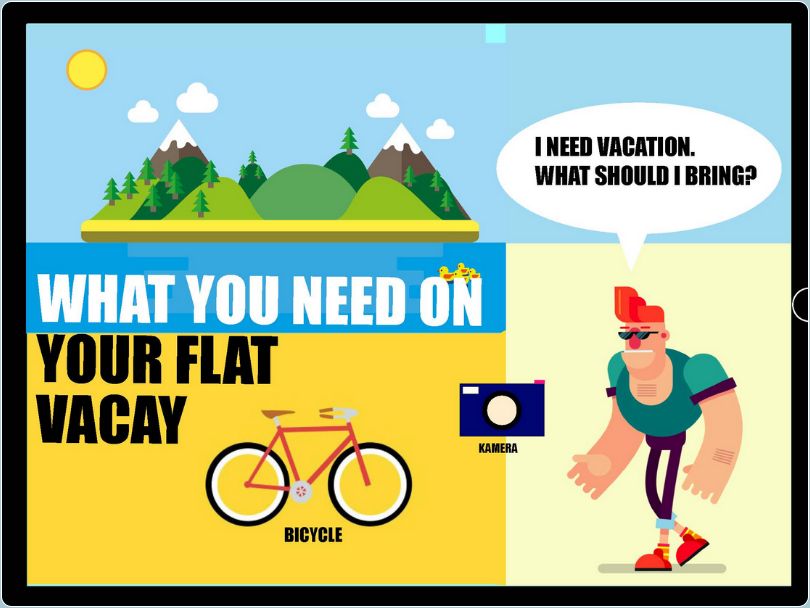 I NEED VACATION.
WHAT SHOULD I BRING?
WHAT YOU NEED ON
YOUR FLAT
VACAY
KAMERA
BICYCLE